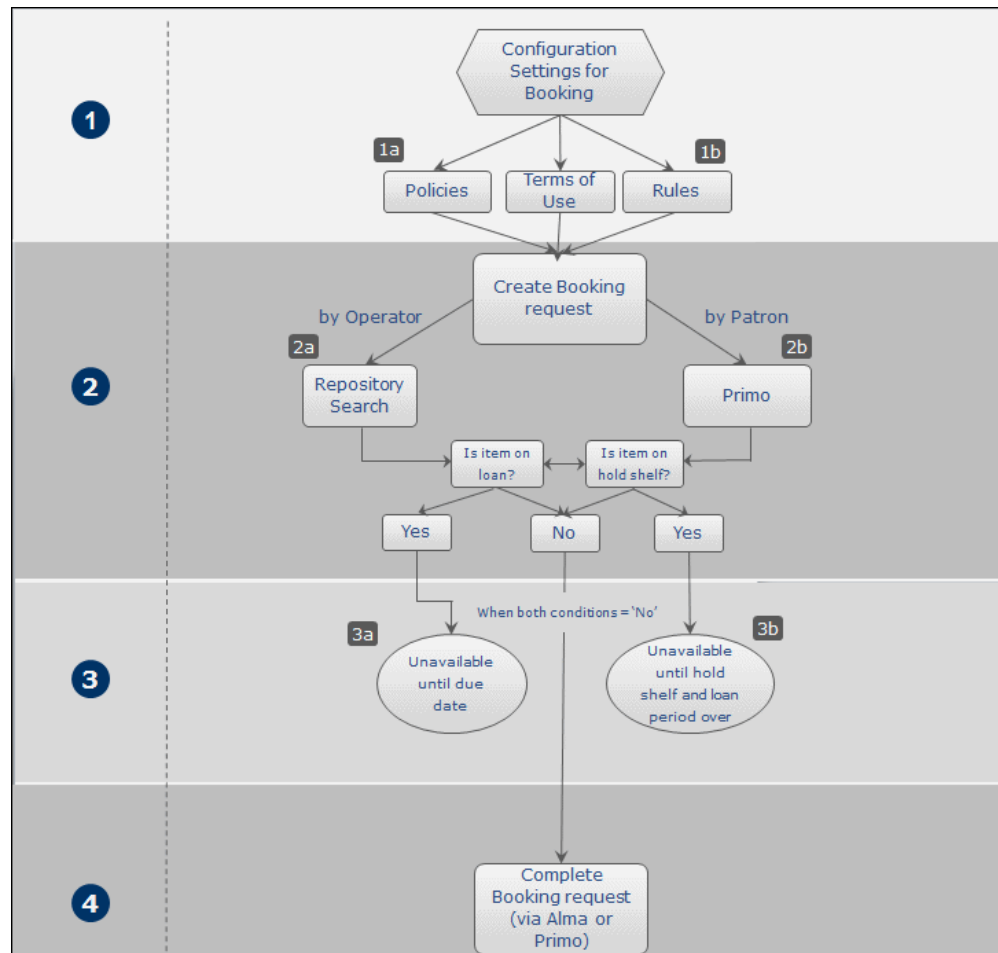 Configuration
Settings for
Booking
1
1a
1b
Policies
Terms of
Use
Rules
Create Booking
request
by Operator
by Patron
2a
2b
2
Repository
Search
Primo
Is item on
loan?
Is item on
hold shelf?
Yes
No
Yes
When both conditions = ‘No’
3a
3b
3
Unavailable
until due
date
Unavailable
until hold
shelf and loan
period over
4
Complete
Booking request
(via Alma or
Primo)